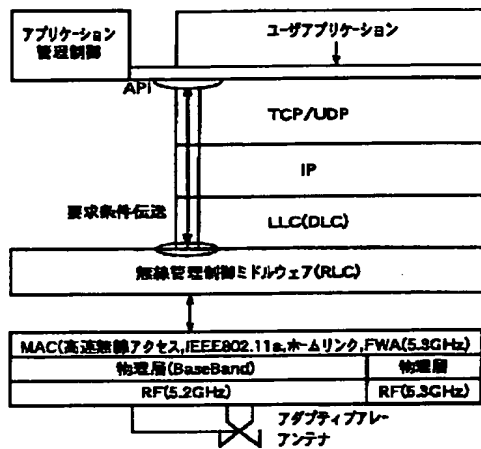 アプリケーション
管理制御
ユーザアプリケーション
API
TCP/UDP
IP
要求条件伝送
LLC(DLC)
無線管理制御ミドルウェア(RLC)
MAC(高速無線アクセス,IEEE802.11a,ホームリンク,FWA(5.3GHz)
物理層(BaseBand)
物理層
RF(5.2GHz)
RF(5.3GHz)
アダプティブアレー
アンテナ